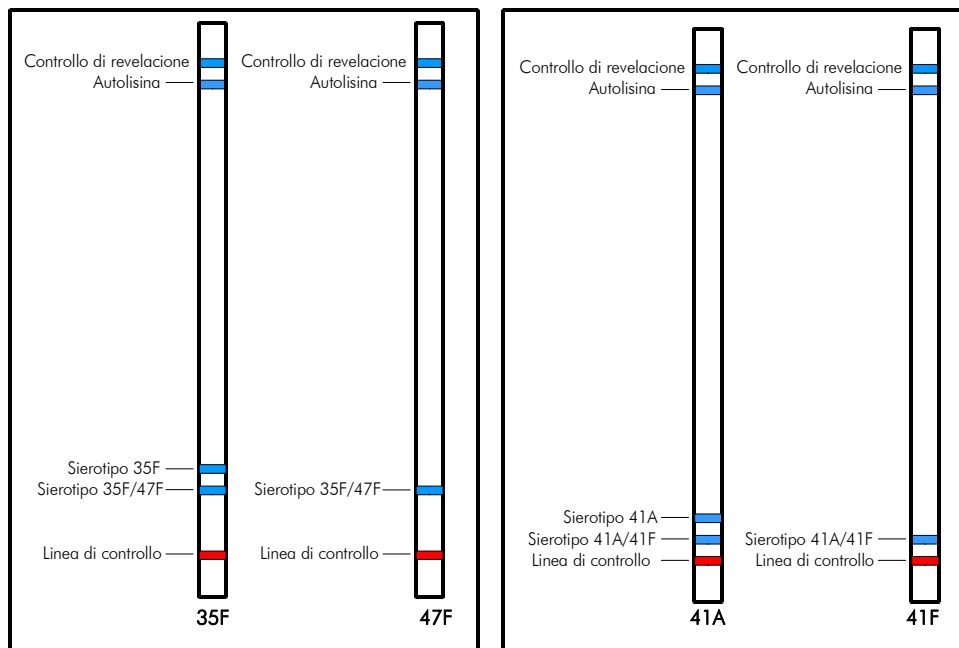 Controllo di revelacione
Autolisina
Sierotipo 35F
Sierotipo 35F/47F
Linea di controllo
35F
Controllo di revelacione
Autolisina
Sierotipo 35F/47F
Linea di controllo
47F
Controllo di revelacione
Autolisina
Sierotipo 41A
Sierotipo 41A/41F
Linea di controllo
41A
Controllo di revelacione
Autolisina
Sierotipo 41A/41F
Linea di controllo
41F